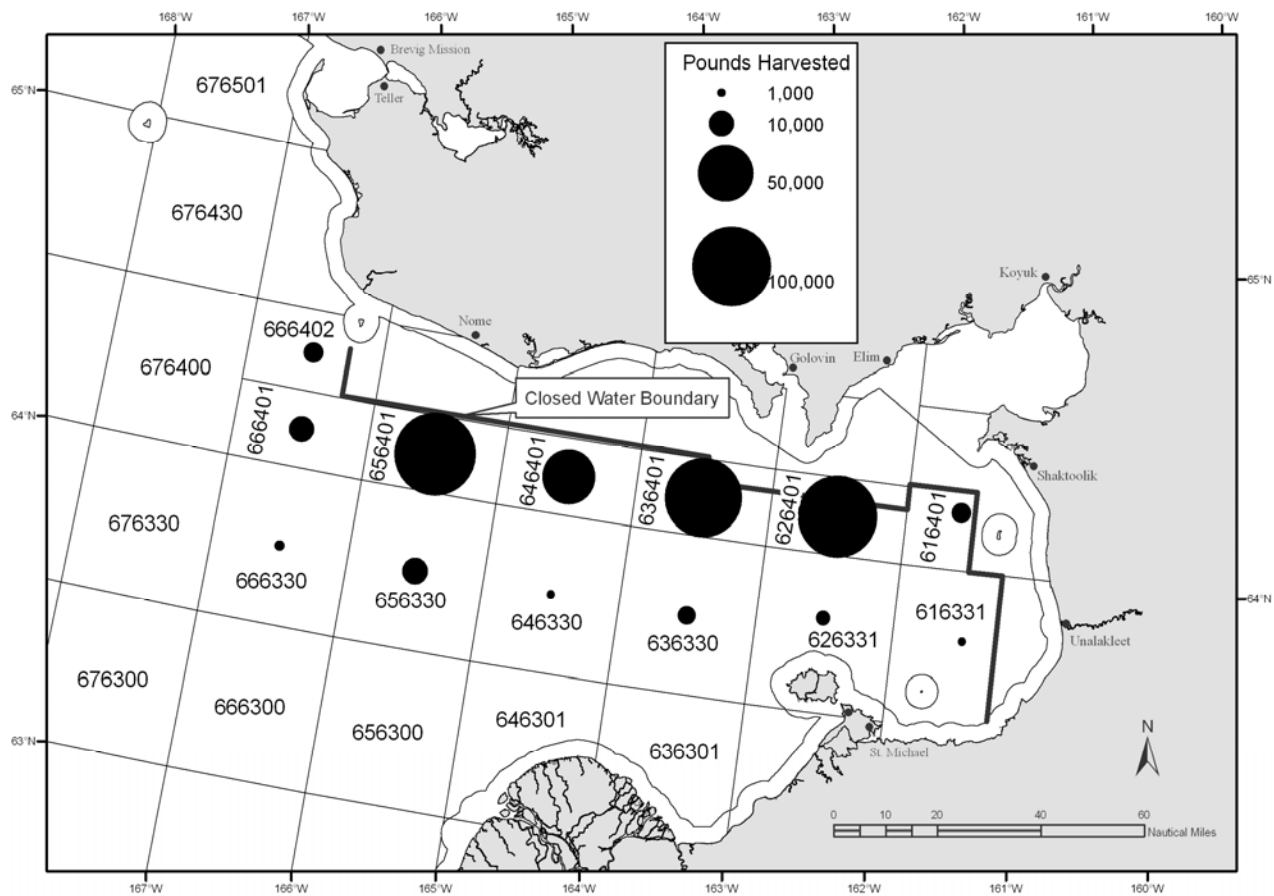 168°W
167°W
166°W
165°W
164°W
163°W
162°W
161°W
160°W
Pounds Harvested
1,000
10,000
50,000
100,000
Brevig Mission
Teller
676501
65°N
676430
Koyuk
65°N
Nome
666402
Golovin
Elim
676400
Closed Water Boundary
64°N
666401
656401
646401
636401
626401
616401
Shaktoolik
676330
666330
656330
646330
636330
626331
616331
64°N
Unalakleet
676300
666300
656300
646301
636301
63°N
St. Michael
N
0
10
20
40
60
Nautical Miles
167°W
166°W
165°W
164°W
163°W
162°W
161°W
160°W